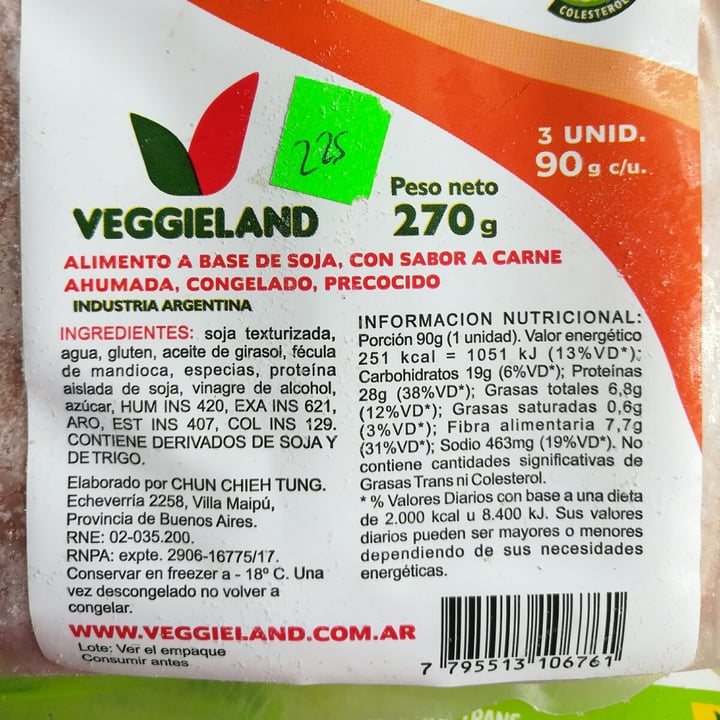 COLESTEROL
225
3 UNID.
90 g c/u.
Peso neto
270 g
VEGGIELAND
ALIMENTO A BASE DE SOJA, CON SABOR A CARNE
AHUMADA, CONGELADO, PRECOCIDO
INDUSTRIA ARGENTINA
INGREDIENTES: soja texturizada,
agua, gluten, aceite de girasol, fécula
de mandioca, especias, proteína
aislada de soja, vinagre de alcohol,
azúcar, HUM INS 420, EXA INS 621,
ARO, EST INS 407, COL INS 129.
CONTIENE DERIVADOS DE SOJA Y
DE TRIGO.
Elaborado por CHUN CHIEH TUNG.
Echeverría 2258, Villa Maipú,
Provincia de Buenos Aires.
RNE: 02-035.200.
RNPA: expte. 2906-16775/17.
Conservar en freezer a - 18º C. Una
vez descongelado no volver a
congelar.
WWW.VEGGIELAND.COM.AR
Lote: Ver el empaque
Consumir antes
INFORMACION NUTRICIONAL:
Porción 90g (1 unidad). Valor energético
251 kcal = 1051 kJ (13%VD*);
Carbohidratos 19g (6%VD*); Proteínas
28g (38%VD*); Grasas totales 6,8g
(12%VD*); Grasas saturadas 0,6g
(3%VD*); Fibra alimentaria 7,7g
(31%VD*); Sodio 463mg (19%VD*). No
contiene cantidades significativas de
Grasas Trans ni Colesterol.
* % Valores Diarios con base a una dieta
de 2.000 kcal u 8.400 kJ. Sus valores
diarios pueden ser mayores o menores
dependiendo de sus necesidades
energéticas.
7 795513 106761